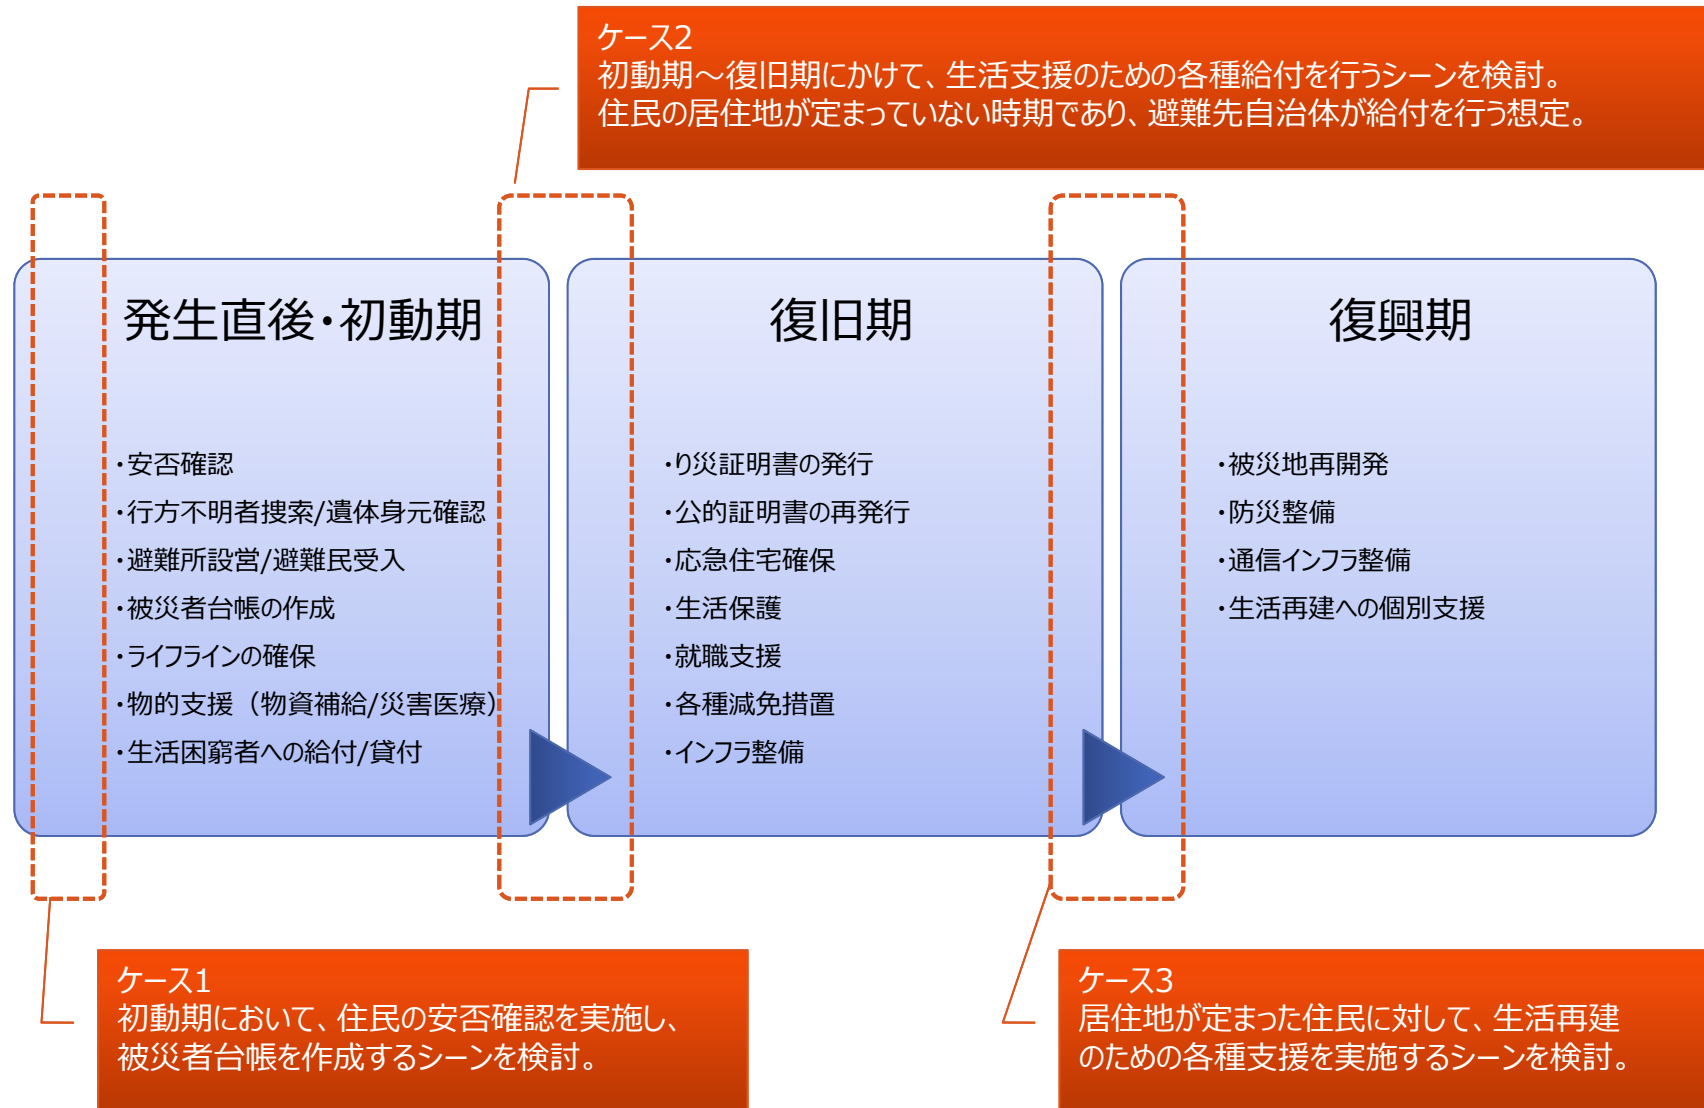 ケース2
初動期～復旧期にかけて、生活支援のための各種給付を行うシーンを検討。
住民の居住地が定まっていない時期であり、避難先自治体が給付を行う想定。
発生直後・初動期
・安否確認
・行方不明者捜索/遺体身元確認
・避難所設営/避難民受入
・被災者台帳の作成
・ライフラインの確保
・物的支援（物資補給/災害医療）
・生活困窮者への給付/貸付
復旧期
・り災証明書の発行
・公的証明書の再発行
・応急住宅確保
・生活保護
・就職支援
・各種減免措置
・インフラ整備
復興期
・被災地再開発
・防災整備
・通信インフラ整備
・生活再建への個別支援
ケース1
初動期において、住民の安否確認を実施し、
被災者台帳を作成するシーンを検討。
ケース3
居住地が定まった住民に対して、生活再建
のための各種支援を実施するシーンを検討。